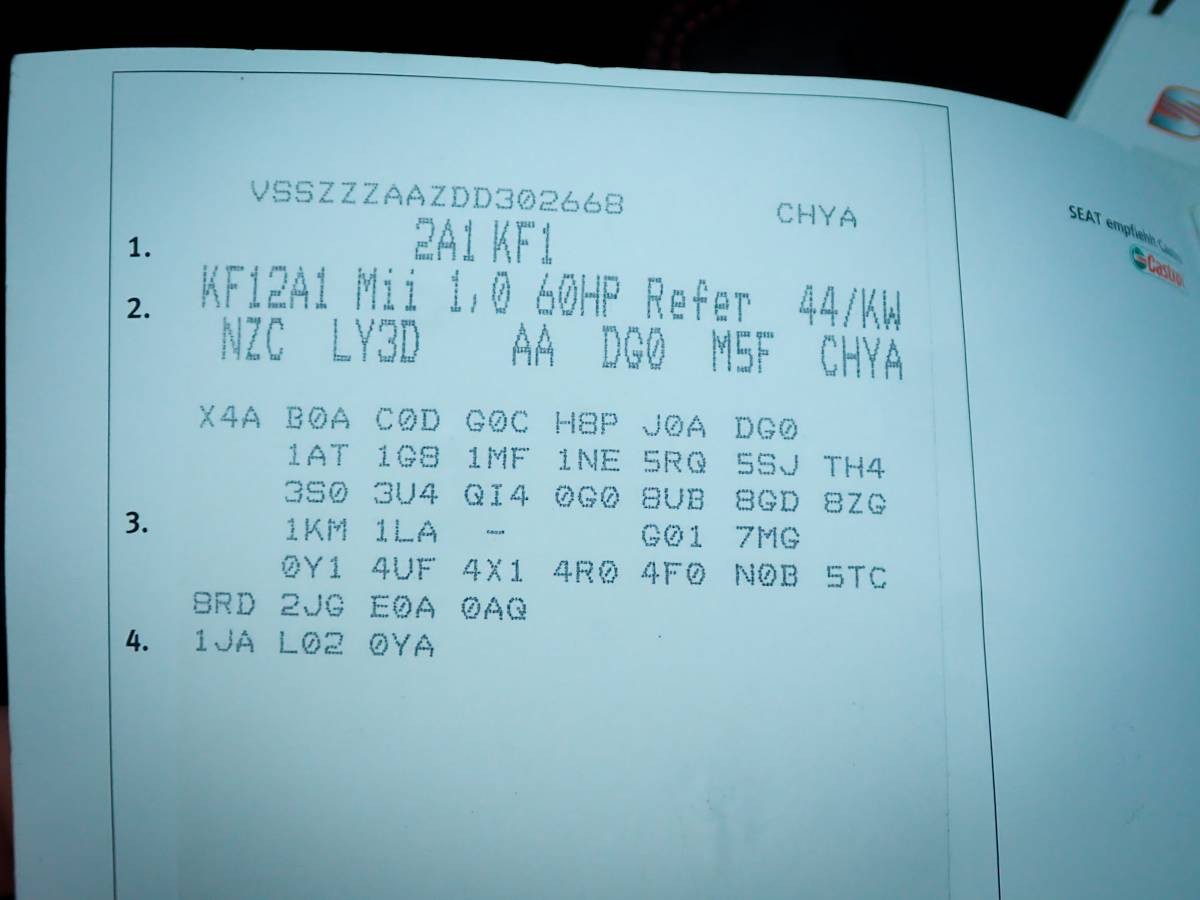 VSSZZZAAZDD302668 CHYA
1. 2A1 KF1
2. KF12A1 Mii 1,0 60HP Refer 44/KW
NZC LY3D AA DG0 M5F CHYA
X4A B0A C0D G0C H8P J0A DG0
1AT 1G8 1MF 1NE 5RQ 5SJ TH4
3S0 3U4 QI4 0G0 8UB 8GD 8ZG
3. 1KM 1LA - G01 7MG
0Y1 4UF 4X1 4R0 4F0 N0B 5TC
8RD 2JG E0A 0AQ
4. 1JA L02 0YA
SEAT empfiehlt
Castrol